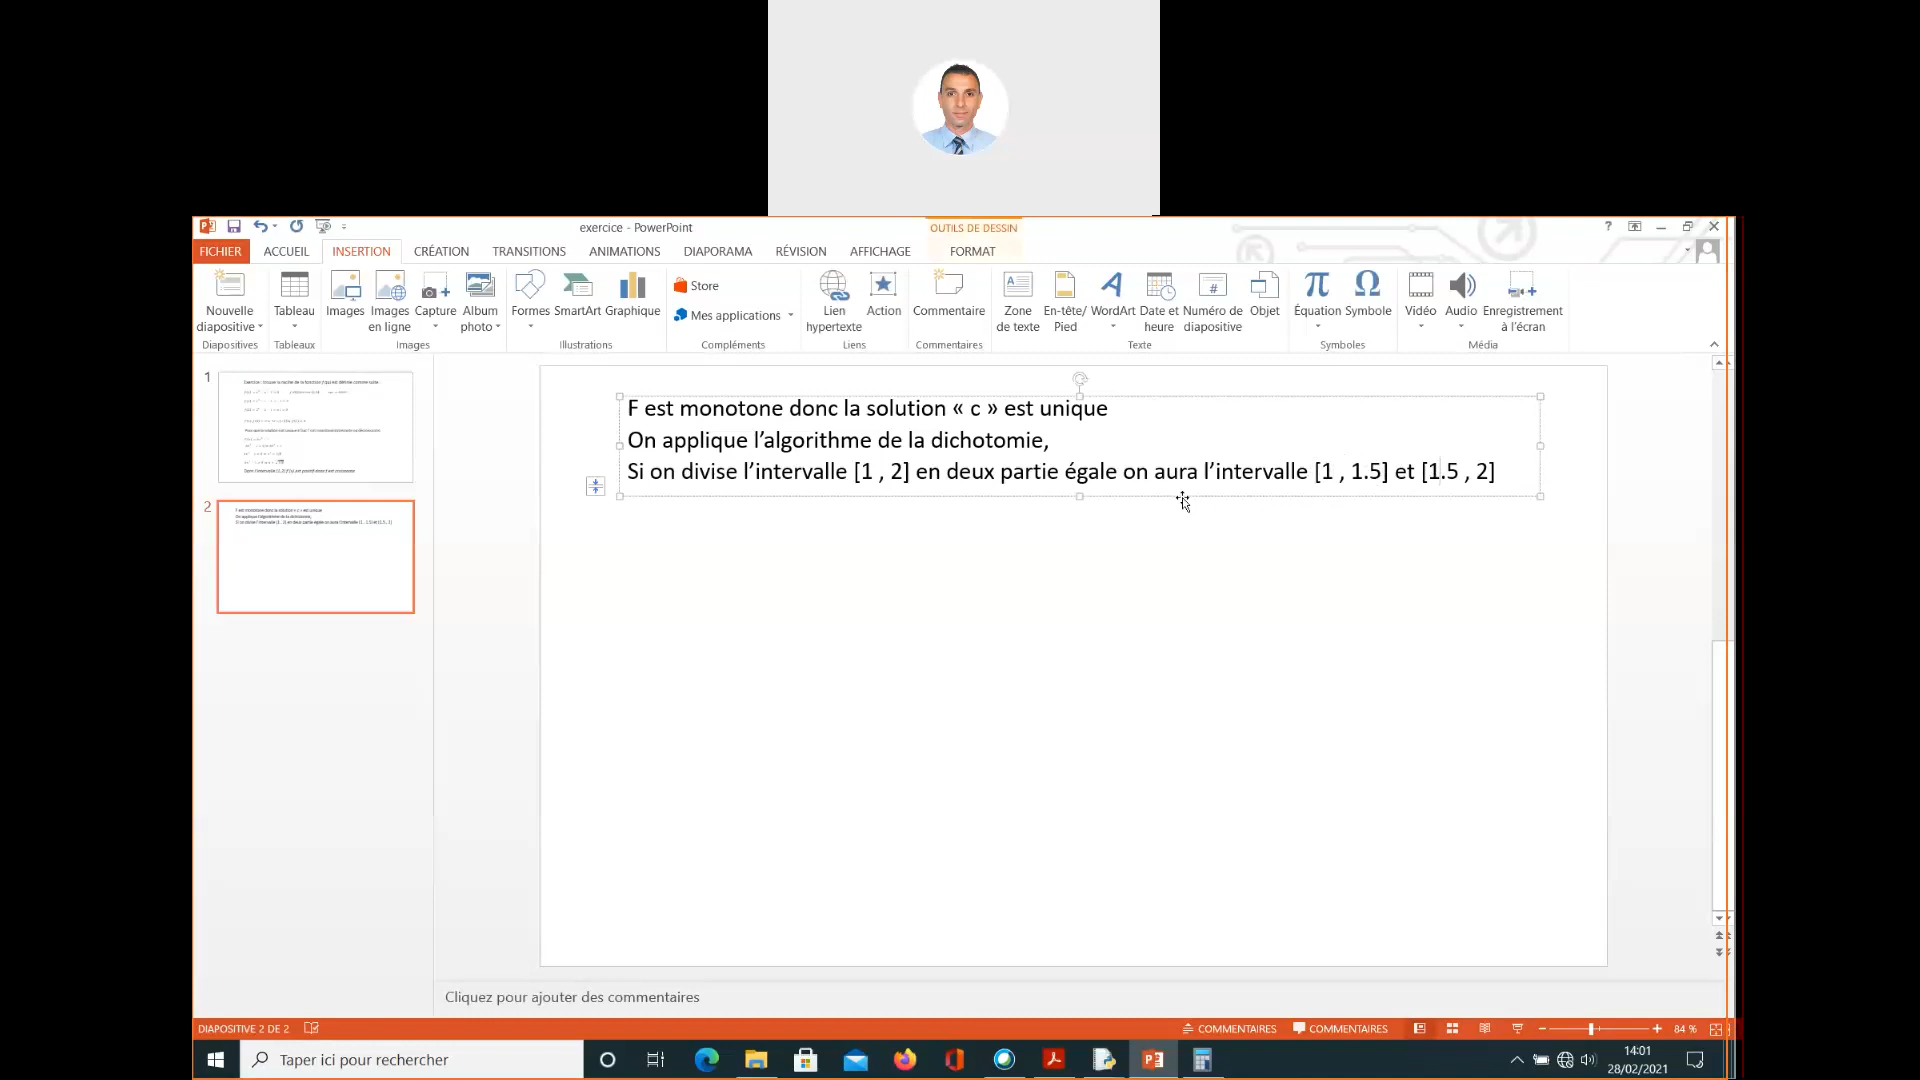 exercice - PowerPoint
OUTILS DE DESSIN
?
FICHIER ACCUEIL INSERTION CRÉATION TRANSITIONS ANIMATIONS DIAPORAMA RÉVISION AFFICHAGE FORMAT
Nouvelle diapositive
Tableau
Images
Images en ligne
Capture
Album photo
Formes
SmartArt
Graphique
Store
Mes applications
Lien hypertexte
Action
Commentaire
Zone de texte
En-tête/ Pied
WordArt
Date et heure
Numéro de diapositive
Objet
Équation
Symbole
Vidéo
Audio
Enregistrement à l'écran
Diapositives Tableaux Images Illustrations Compléments Liens Commentaires Texte Symboles Média
1
2
F est monotone donc la solution « c » est unique
On applique l'algorithme de la dichotomie,
Si on divise l'intervalle [1 , 2] en deux partie égale on aura l'intervalle [1 , 1.5] et [1.5 , 2]
Cliquez pour ajouter des commentaires
DIAPOSITIVE 2 DE 2
COMMENTAIRES
COMMENTAIRES
84 %
Taper ici pour rechercher
14:01
28/02/2021